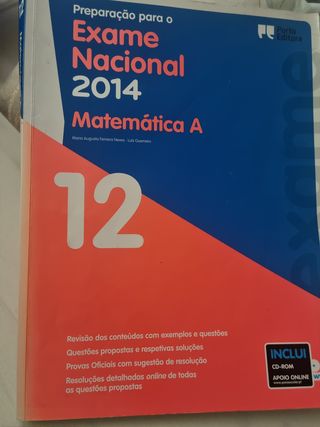 Preparação para o
Exame
Nacional
2014
Matemática A
Maria Augusta Ferreira Neves · Luís Guerreiro
Porto
Editora
12
exame
Revisão dos conteúdos com exemplos e questões
Questões propostas e respetivas soluções
Provas Oficiais com sugestão de resolução
Resoluções detalhadas online de todas
as questões propostas
INCLUI
CD-ROM
APOIO ONLINE